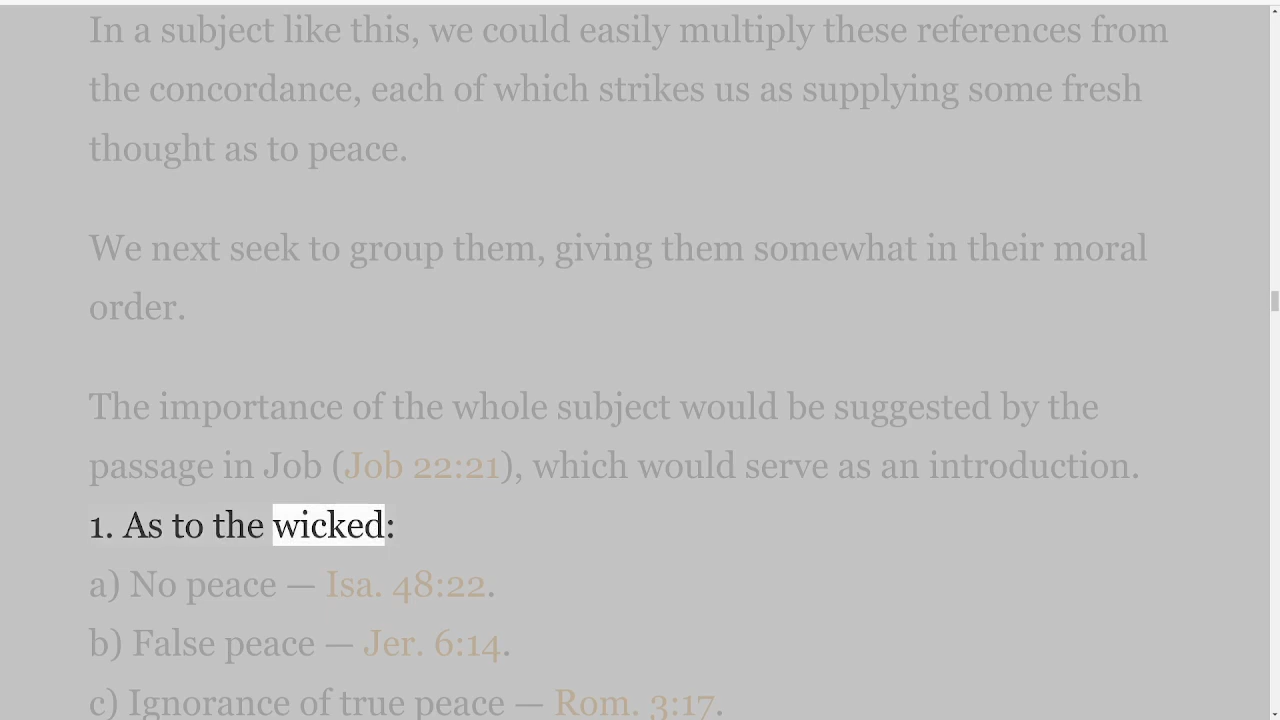 In a subject like this, we could easily multiply these references from
the concordance, each of which strikes us as supplying some fresh
thought as to peace.
We next seek to group them, giving them somewhat in their moral
order.
The importance of the whole subject would be suggested by the
passage in Job (Job 22:21), which would serve as an introduction.
1. As to the wicked:
a) No peace — Isa. 48:22.
b) False peace — Jer. 6:14.
c) Ignorance of true peace — Rom. 3:17.